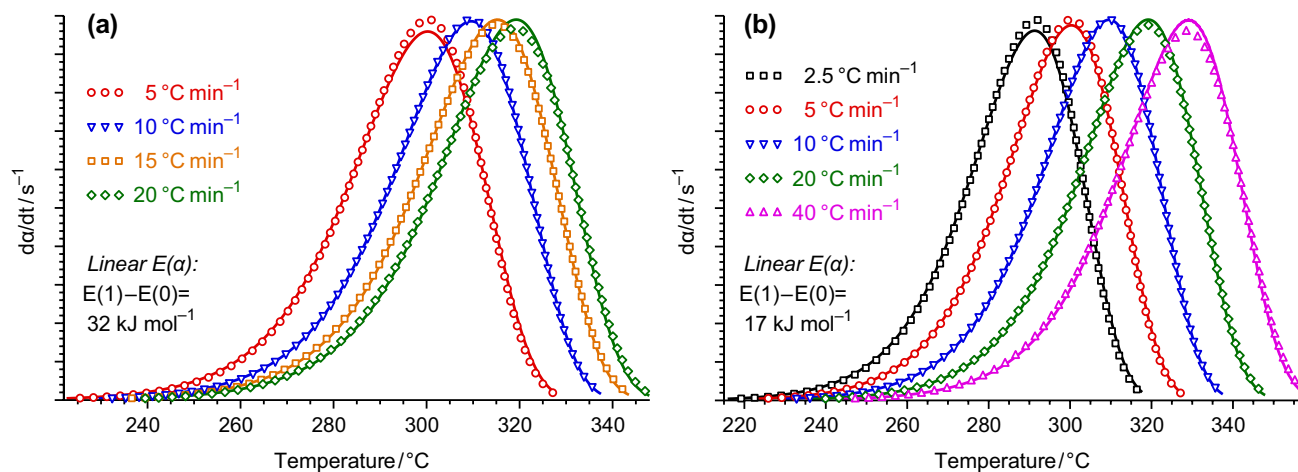 (a)
5 °C min⁻¹
10 °C min⁻¹
15 °C min⁻¹
20 °C min⁻¹
Linear E(α):
E(1)–E(0)=
32 kJ mol⁻¹
dα/dt / s⁻¹
240 260 280 300 320 340
Temperature / °C
(b)
2.5 °C min⁻¹
5 °C min⁻¹
10 °C min⁻¹
20 °C min⁻¹
40 °C min⁻¹
Linear E(α):
E(1)–E(0)=
17 kJ mol⁻¹
dα/dt / s⁻¹
220 240 260 280 300 320 340 360
Temperature / °C